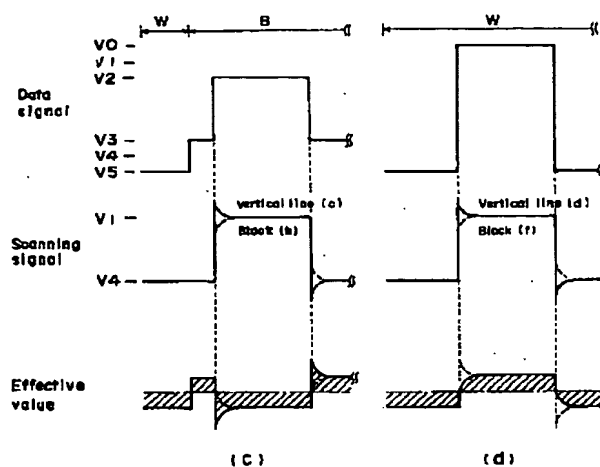 W B W
V0
V1
V2
Data
signal
V3
V4
V5
Vertical line (c)
Vertical line (d)
V1
Block (h)
Block (f)
Scanning
signal
V4
Effective
value
(c) (d)